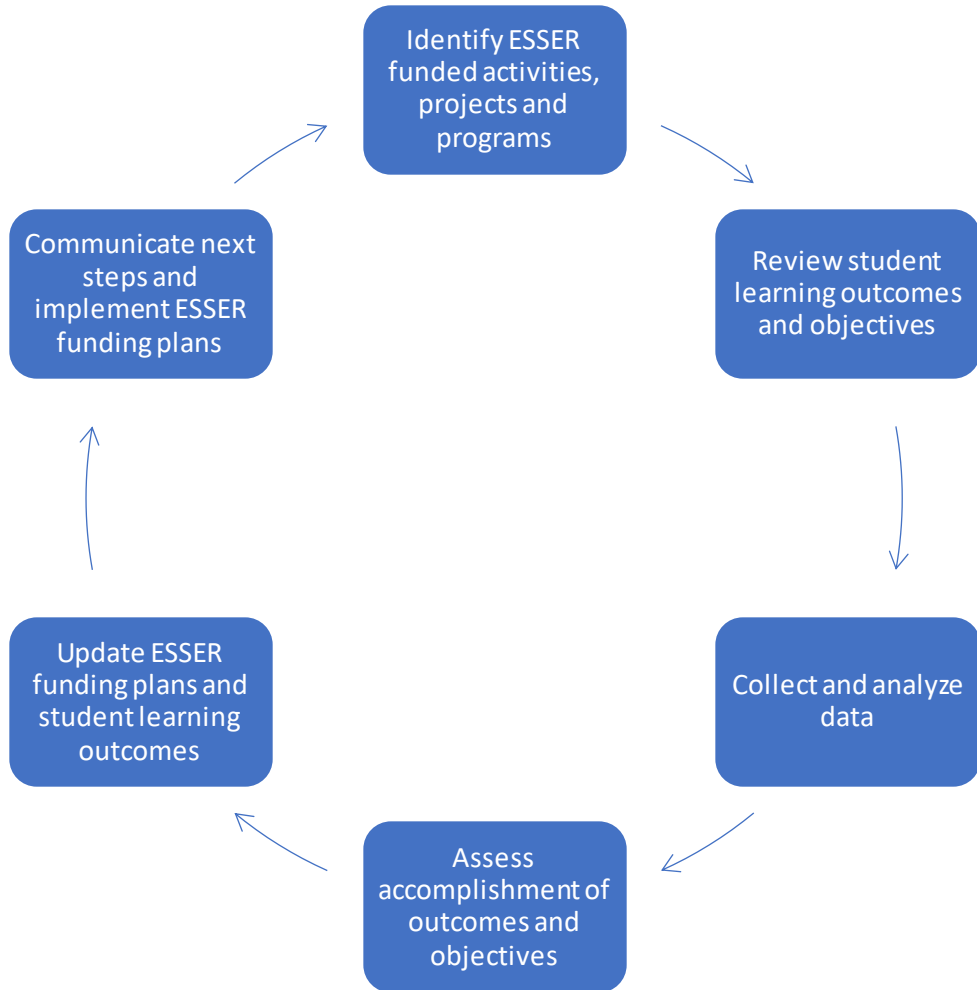 Identify ESSER
funded activities,
projects and
programs
Review student
learning outcomes
and objectives
Collect and analyze
data
Assess
accomplishment of
outcomes and
objectives
Update ESSER
funding plans and
student learning
outcomes
Communicate next
steps and
implement ESSER
funding plans